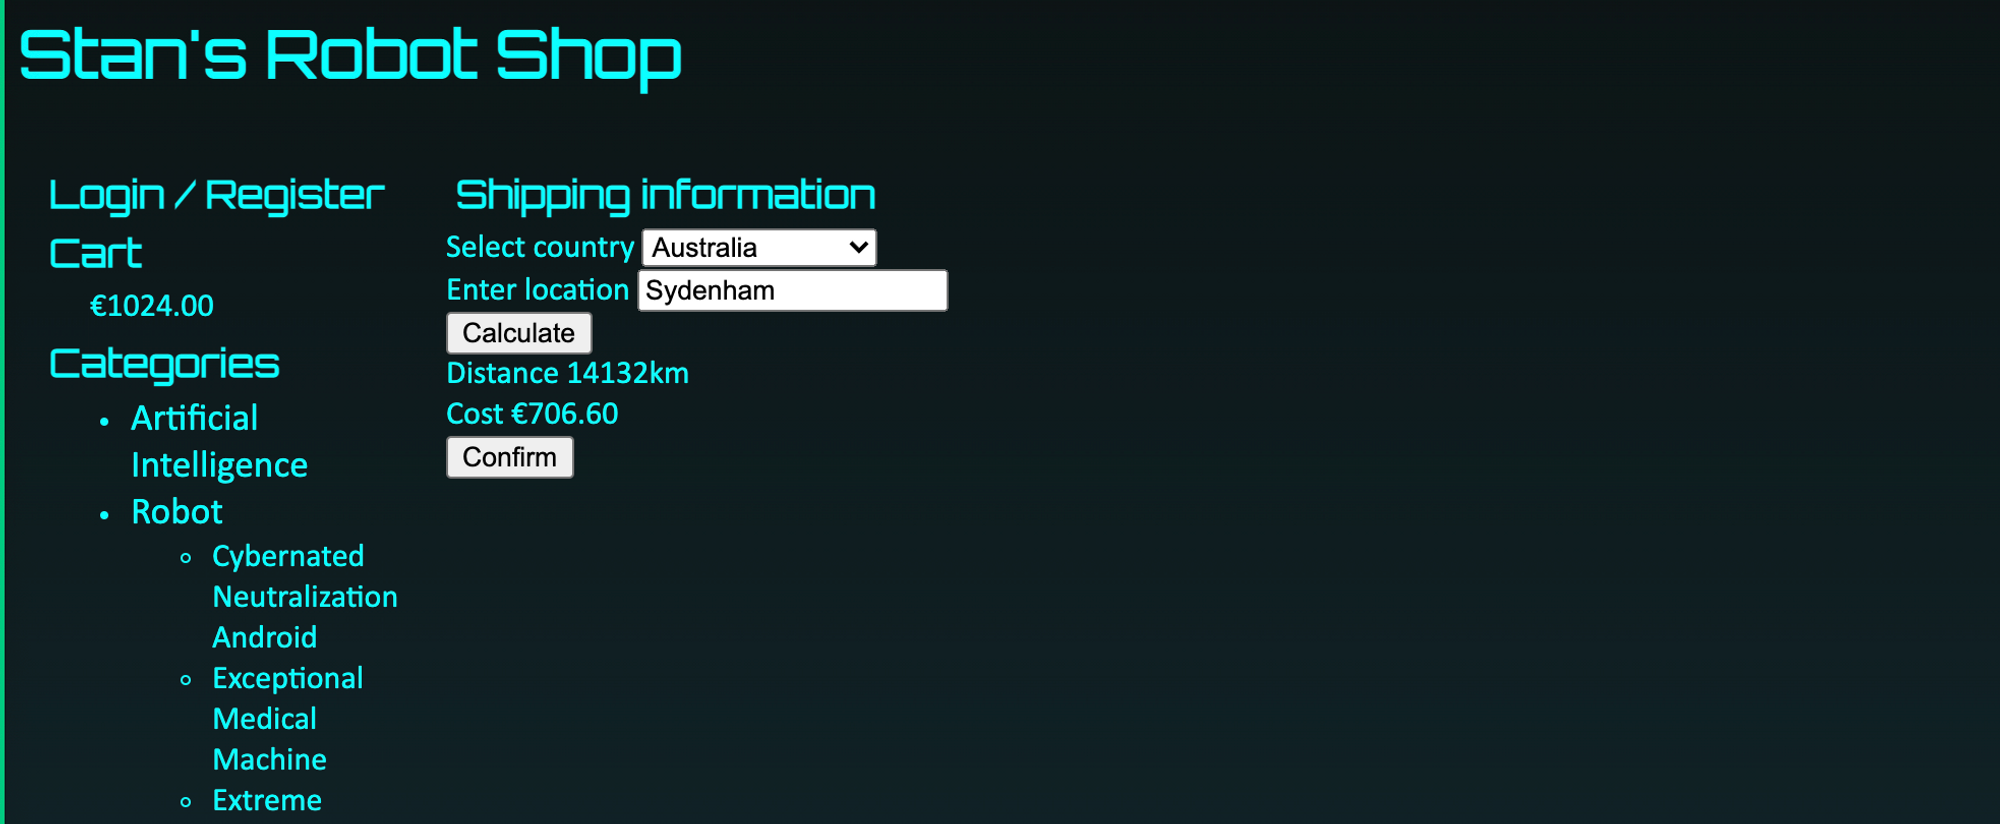 Stan's Robot Shop
Login / Register
Cart
€1024.00
Categories
Artificial
Intelligence
Robot
Cybernated
Neutralization
Android
Exceptional
Medical
Machine
Extreme
Shipping information
Select country Australia
Enter location Sydenham
Calculate
Distance 14132km
Cost €706.60
Confirm